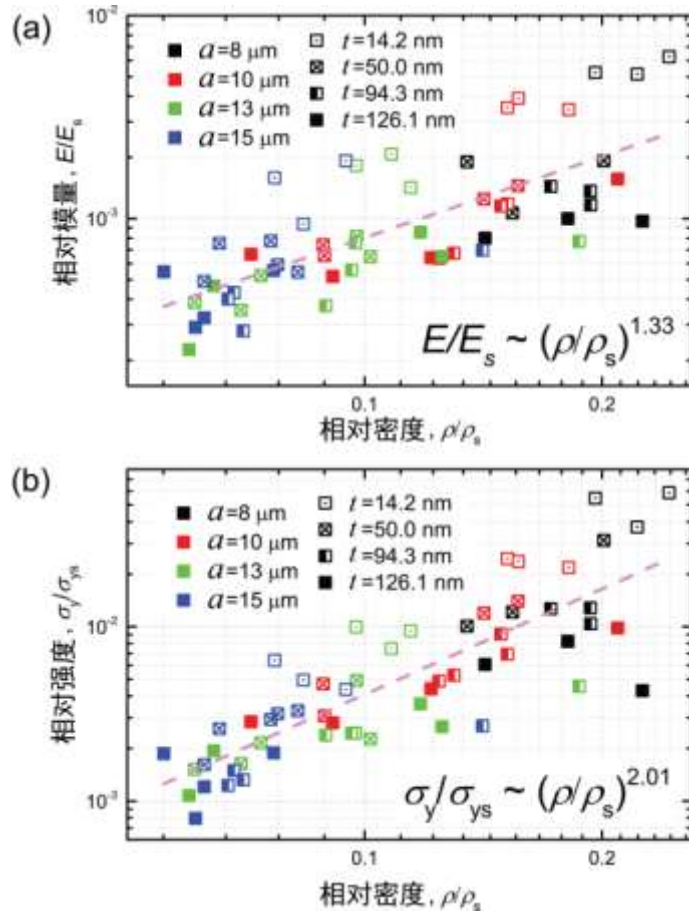 (a)
10⁻²
a=8 μm
a=10 μm
a=13 μm
a=15 μm
t=14.2 nm
t=50.0 nm
t=94.3 nm
t=126.1 nm
相对模量, E/Eₛ
10⁻³
E/Eₛ ~ (ρ/ρₛ)^1.33
0.1
0.2
相对密度, ρ/ρₛ
(b)
a=8 μm
a=10 μm
a=13 μm
a=15 μm
t=14.2 nm
t=50.0 nm
t=94.3 nm
t=126.1 nm
相对强度, σy/σys
10⁻²
10⁻³
σy/σys ~ (ρ/ρₛ)^2.01
0.1
0.2
相对密度, ρ/ρₛ